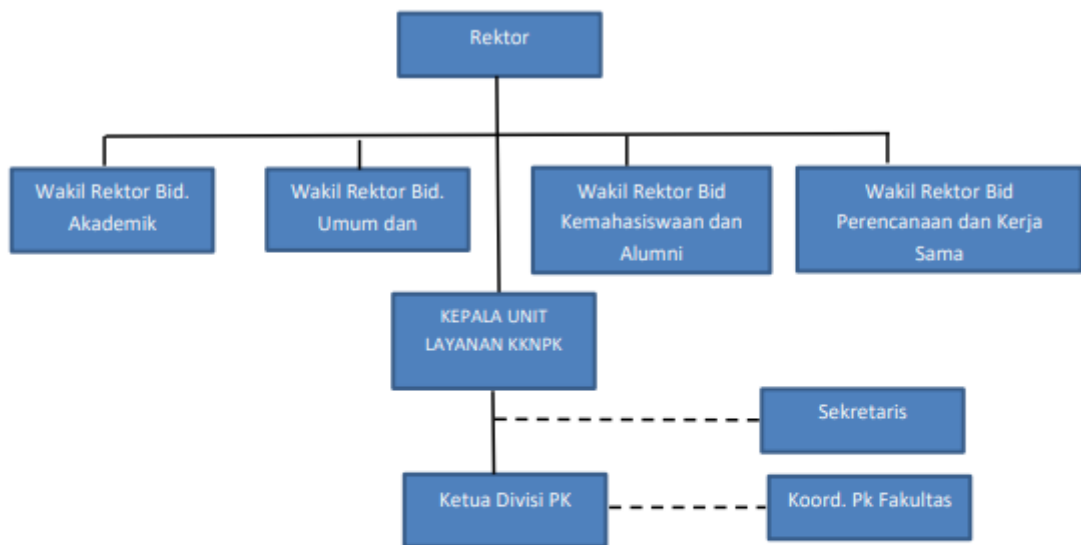 Rektor
Wakil Rektor Bid.
Akademik
Wakil Rektor Bid.
Umum dan
Wakil Rektor Bid
Kemahasiswaan dan
Alumni
Wakil Rektor Bid
Perencanaan dan Kerja
Sama
KEPALA UNIT
LAYANAN KKNPK
Sekretaris
Ketua Divisi PK
Koord. Pk Fakultas